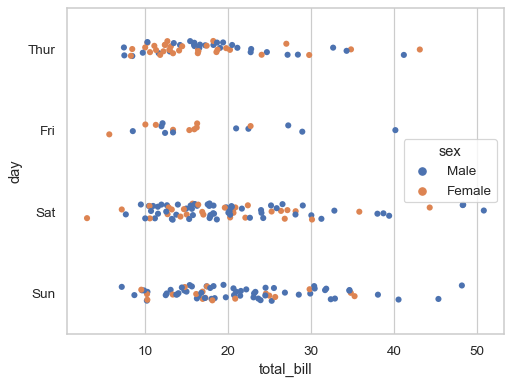 Thur
Fri
Sat
Sun
day
sex
Male
Female
10 20 30 40 50
total_bill